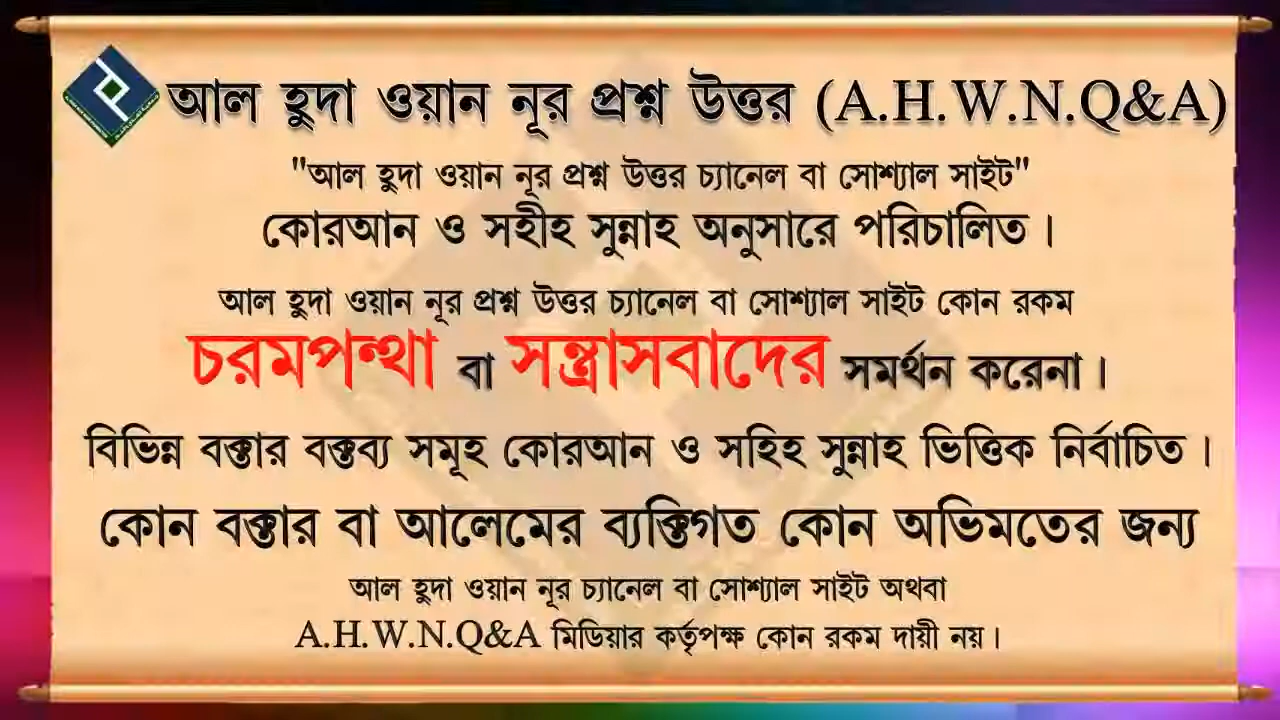 আল হুদা ওয়ান নূর প্রশ্ন উত্তর (A.H.W.N.Q&A)
"আল হুদা ওয়ান নূর প্রশ্ন উত্তর চ্যানেল বা সোশ্যাল সাইট"
কোরআন ও সহীহ সুন্নাহ অনুসারে পরিচালিত।
আল হুদা ওয়ান নূর প্রশ্ন উত্তর চ্যানেল বা সোশ্যাল সাইট কোন রকম
চরমপন্থা বা সন্ত্রাসবাদের সমর্থন করেনা।
বিভিন্ন বক্তার বক্তব্য সমূহ কোরআন ও সহিহ সুন্নাহ ভিত্তিক নির্বাচিত।
কোন বক্তার বা আলেমের ব্যক্তিগত কোন অভিমতের জন্য
আল হুদা ওয়ান নূর চ্যানেল বা সোশ্যাল সাইট অথবা
A.H.W.N.Q&A মিডিয়ার কর্তৃপক্ষ কোন রকম দায়ী নয়।